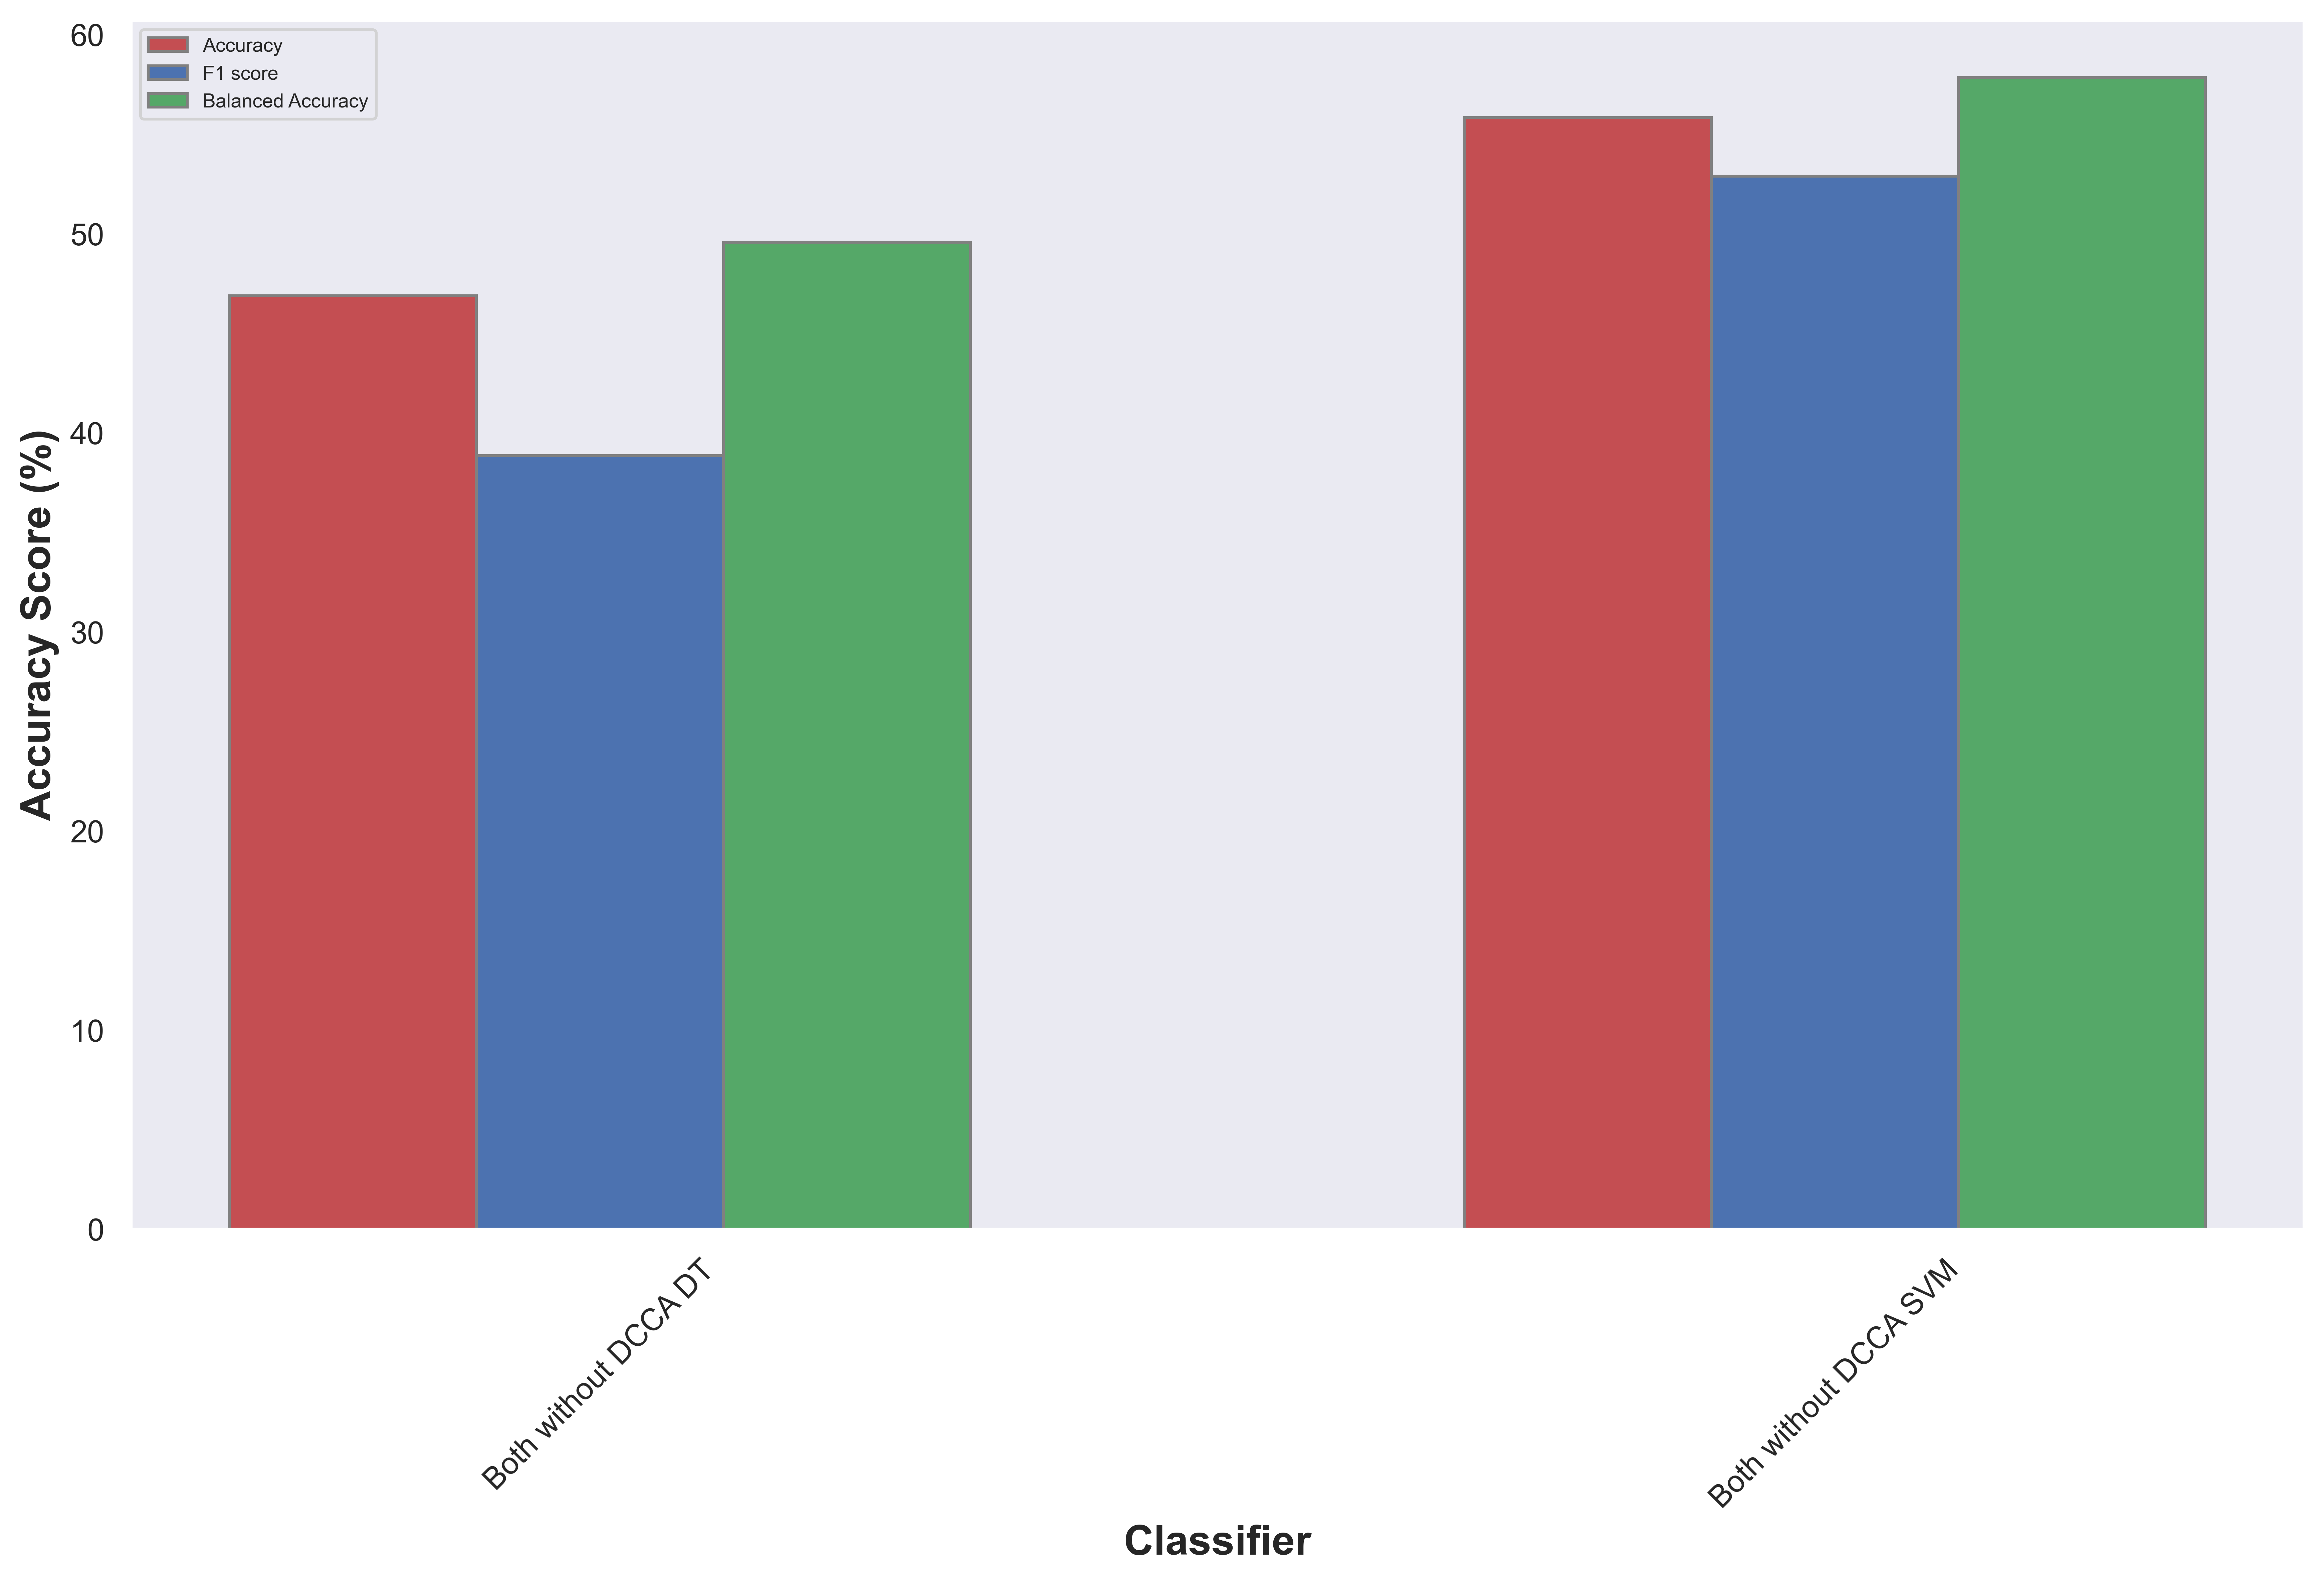 Accuracy
F1 score
Balanced Accuracy
60
50
40
30
20
10
0
Accuracy Score (%)
Both without DCCA DT
Both without DCCA SVM
Classifier